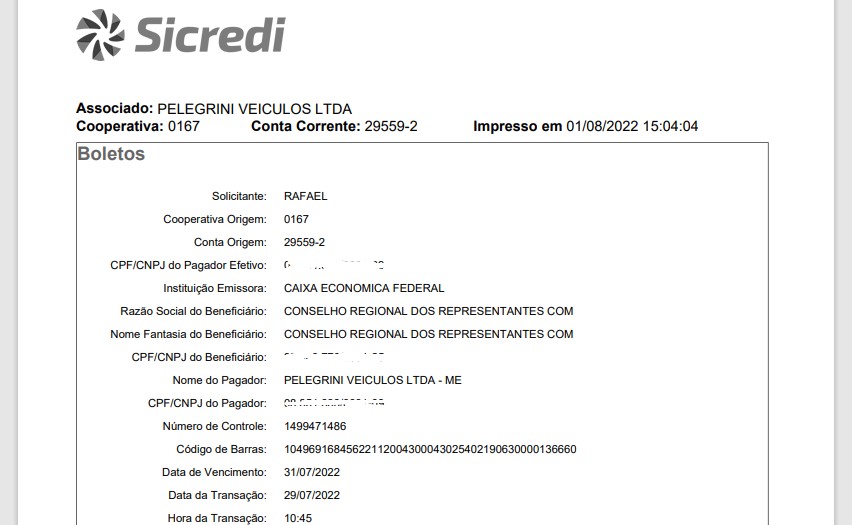 Sicredi
Associado: PELEGRINI VEICULOS LTDA
Cooperativa: 0167 Conta Corrente: 29559-2 Impresso em 01/08/2022 15:04:04
Boletos
Solicitante: RAFAEL
Cooperativa Origem: 0167
Conta Origem: 29559-2
CPF/CNPJ do Pagador Efetivo:
Instituição Emissora: CAIXA ECONOMICA FEDERAL
Razão Social do Beneficiário: CONSELHO REGIONAL DOS REPRESENTANTES COM
Nome Fantasia do Beneficiário: CONSELHO REGIONAL DOS REPRESENTANTES COM
CPF/CNPJ do Beneficiário:
Nome do Pagador: PELEGRINI VEICULOS LTDA - ME
CPF/CNPJ do Pagador:
Número de Controle: 1499471486
Código de Barras: 10496916845622112004300043025402190630000136660
Data de Vencimento: 31/07/2022
Data da Transação: 29/07/2022
Hora da Transação: 10:45